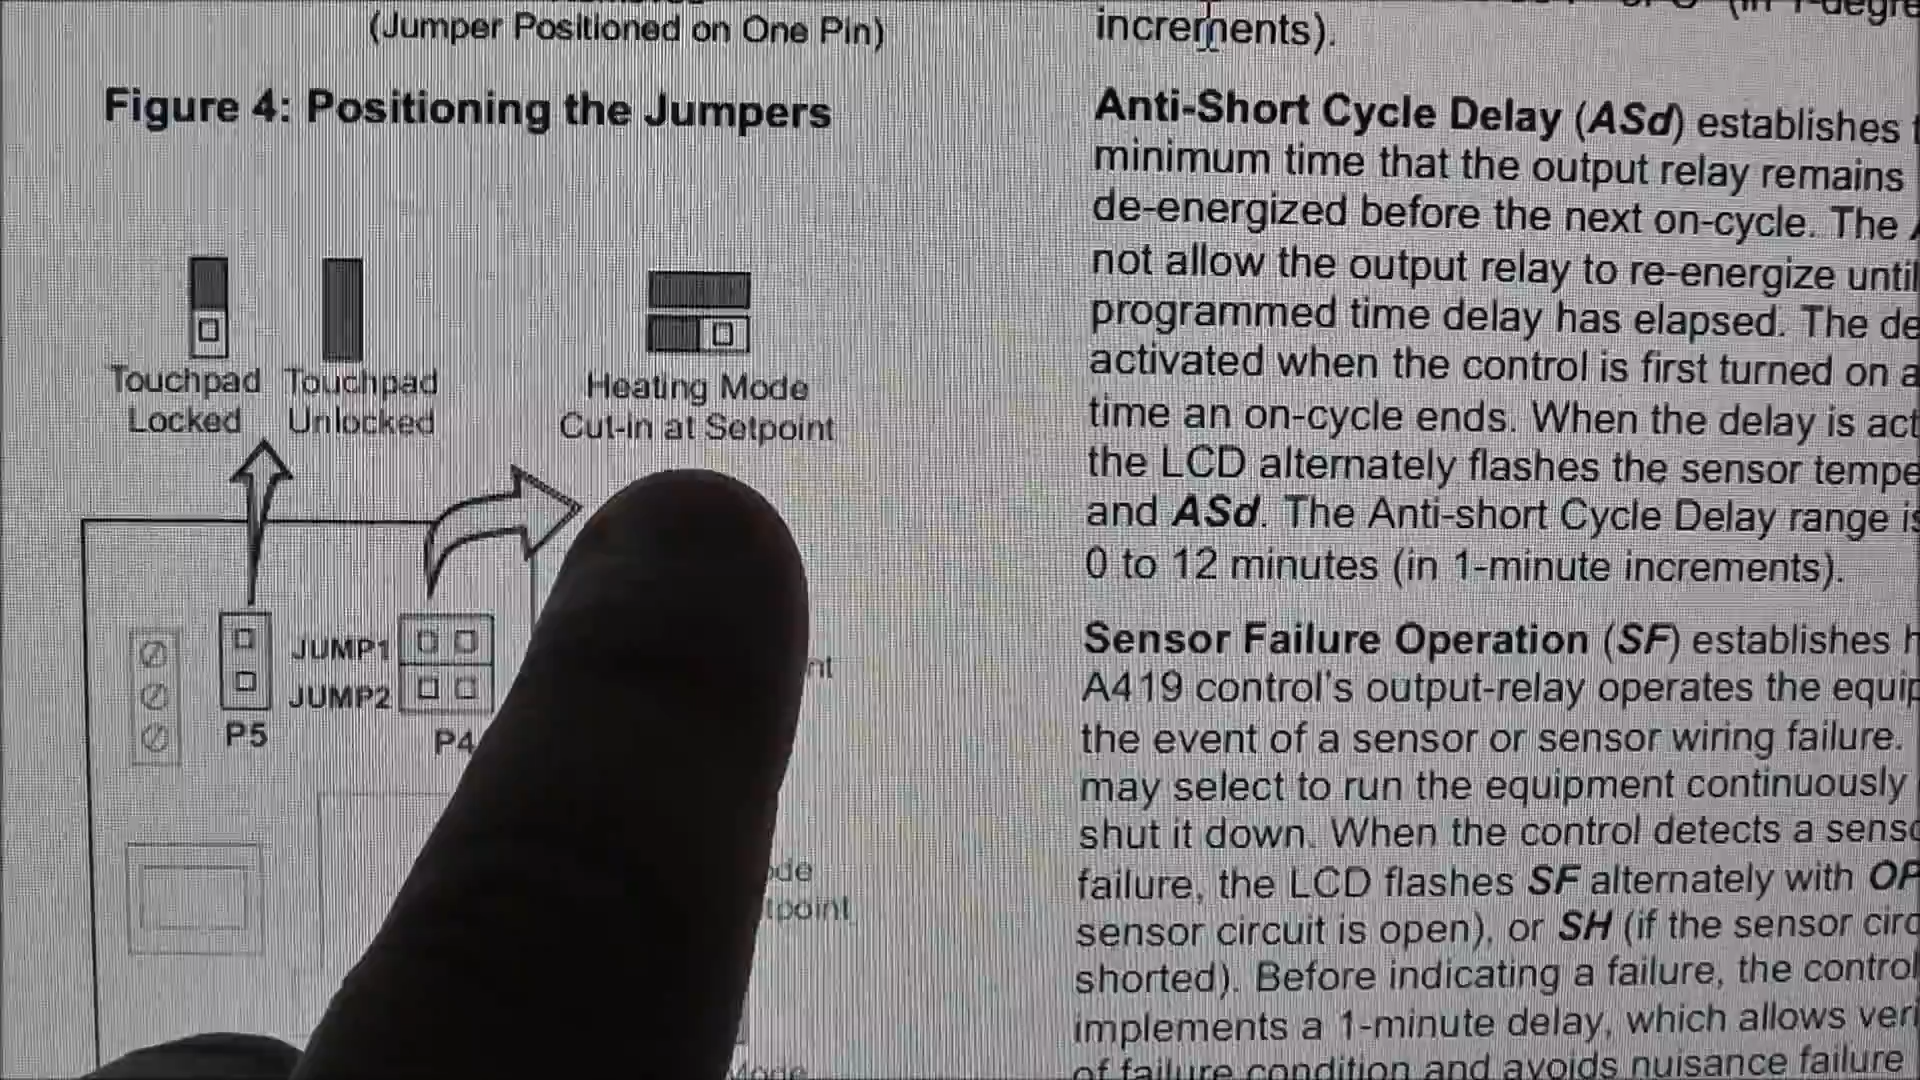 (Jumper Positioned on One Pin)
Figure 4: Positioning the Jumpers
Touchpad Locked
Touchpad Unlocked
Heating Mode
Cut-in at Setpoint
JUMP1
JUMP2
P5
P4
increments).
Anti-Short Cycle Delay (ASd) establishes
minimum time that the output relay remains
de-energized before the next on-cycle. The
not allow the output relay to re-energize until
programmed time delay has elapsed. The
activated when the control is first turned on
time an on-cycle ends. When the delay is
the LCD alternately flashes the sensor
and ASd. The Anti-short Cycle Delay range is
0 to 12 minutes (in 1-minute increments).
Sensor Failure Operation (SF) establishes
A419 control's output-relay operates the
the event of a sensor or sensor wiring failure.
may select to run the equipment continuously
shut it down. When the control detects a
failure, the LCD flashes SF alternately with
sensor circuit is open), or SH (if the sensor
shorted). Before indicating a failure, the control
implements a 1-minute delay, which allows
of failure condition and avoids nuisance failure